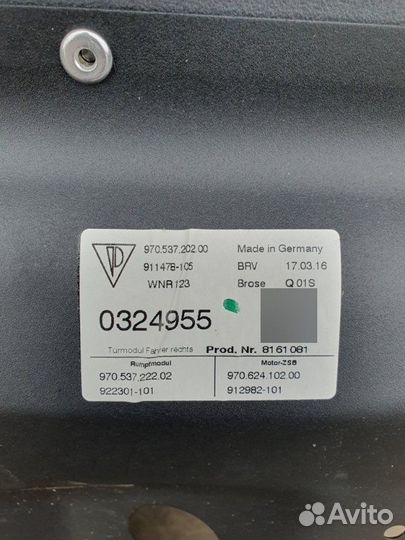 970.537.202.00 Made in Germany
911478-105 BRV 17.03.16
WNR 123 Brose Q 01S
0324955
Turmodul Fahrer rechts Prod. Nr. 8161081
Rumpfmodul Motor-ZSB
970.537.222.02 970.624.102.00
922301-101 912982-101
Avito